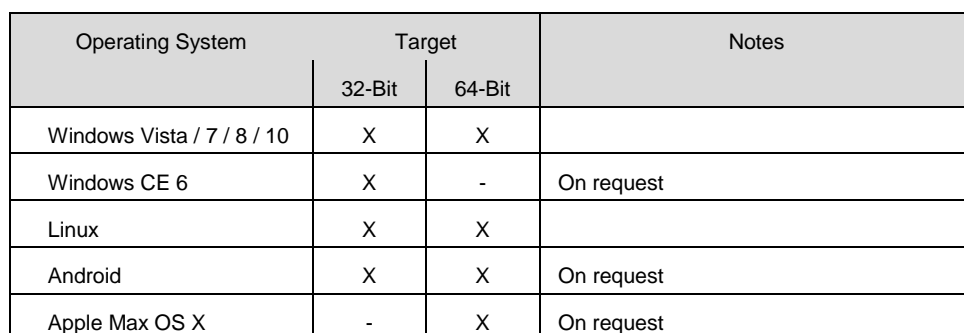 Operating System Target Notes
32-Bit 64-Bit
Windows Vista / 7 / 8 / 10 X X
Windows CE 6 X - On request
Linux X X
Android X X On request
Apple Max OS X - X On request